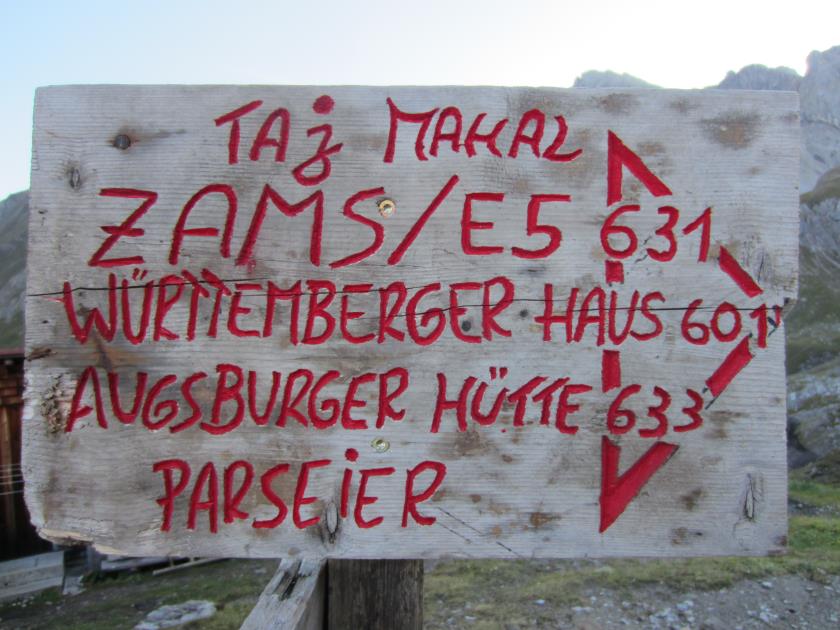 TAj MAHAL
ZAMS/E5 631
WÜRTTEMBERGER HAUS 601
AUGSBURGER HÜTTE 633
PARSEiER